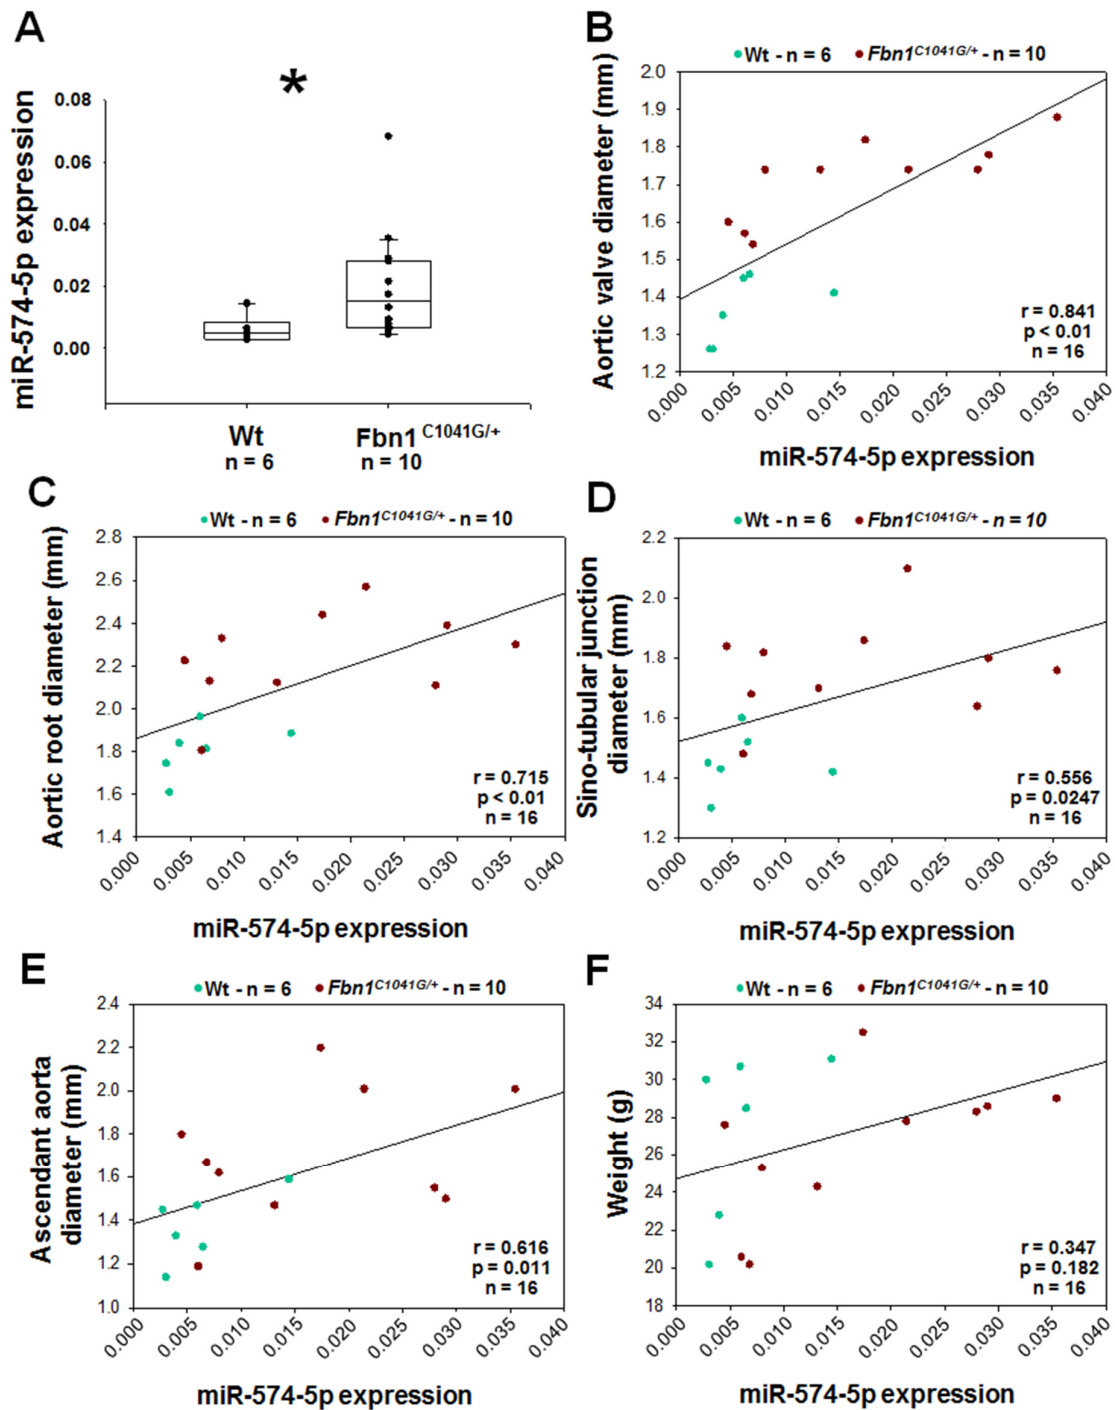 A
*
miR-574-5p expression
0.08
0.06
0.04
0.02
0.00
Wt
n = 6
Fbn1 C1041G/+
n = 10
B
Wt - n = 6 Fbn1C1041G/+ - n = 10
Aortic valve diameter (mm)
2.0
1.9
1.8
1.7
1.6
1.5
1.4
1.3
1.2
r = 0.841
p < 0.01
n = 16
0.000 0.005 0.010 0.015 0.020 0.025 0.030 0.035 0.040
miR-574-5p expression
C
Wt - n = 6 Fbn1C1041G/+ - n = 10
Aortic root diameter (mm)
2.8
2.6
2.4
2.2
2.0
1.8
1.6
1.4
r = 0.715
p < 0.01
n = 16
0.000 0.005 0.010 0.015 0.020 0.025 0.030 0.035 0.040
miR-574-5p expression
D
Wt - n = 6 Fbn1C1041G/+ - n = 10
Sino-tubular junction
diameter (mm)
2.2
2.0
1.8
1.6
1.4
1.2
r = 0.556
p = 0.0247
n = 16
0.000 0.005 0.010 0.015 0.020 0.025 0.030 0.035 0.040
miR-574-5p expression
E
Wt - n = 6 Fbn1C1041G/+ - n = 10
Ascendant aorta
diameter (mm)
2.4
2.2
2.0
1.8
1.6
1.4
1.2
1.0
r = 0.616
p = 0.011
n = 16
0.000 0.005 0.010 0.015 0.020 0.025 0.030 0.035 0.040
miR-574-5p expression
F
Wt - n = 6 Fbn1C1041G/+ - n = 10
Weight (g)
34
32
30
28
26
24
22
20
18
r = 0.347
p = 0.182
n = 16
0.000 0.005 0.010 0.015 0.020 0.025 0.030 0.035 0.040
miR-574-5p expression